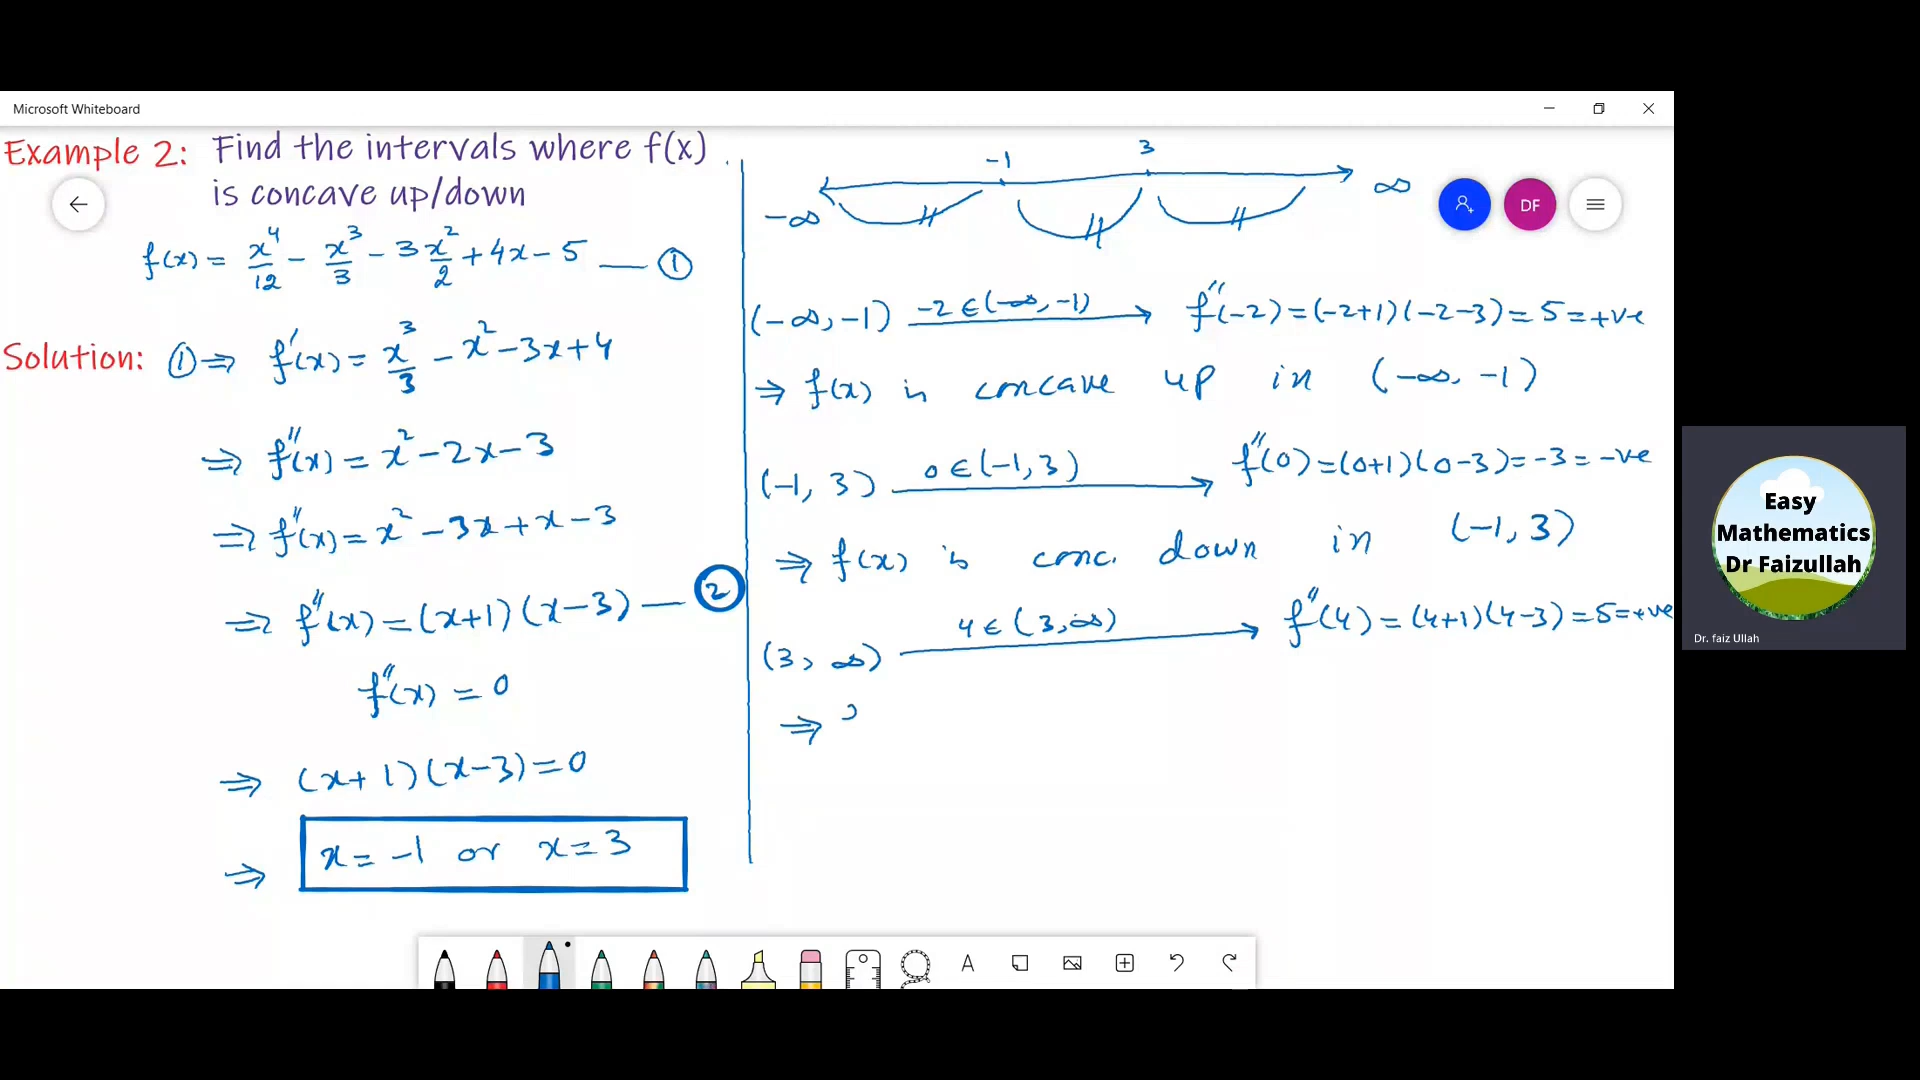 Microsoft Whiteboard
Example 2: Find the intervals where f(x)
is concave up/down
f(x) = x⁴/12 - x³/3 - 3x²/2 + 4x - 5 — ①
Solution: ① ⇒ f'(x) = x³/3 - x² - 3x + 4
⇒ f''(x) = x² - 2x - 3
⇒ f''(x) = x² - 3x + x - 3
⇒ f''(x) = (x+1)(x-3) — ②
f''(x) = 0
⇒ (x+1)(x-3) = 0
⇒ x = -1 or x = 3
-1 3
-∞ ∞
(-∞, -1) -2 ∈ (-∞, -1) → f''(-2) = (-2+1)(-2-3) = 5 = +ve
⇒ f(x) is concave up in (-∞, -1)
(-1, 3) 0 ∈ (-1, 3) → f''(0) = (0+1)(0-3) = -3 = -ve
⇒ f(x) is conc. down in (-1, 3)
(3, ∞) 4 ∈ (3, ∞) → f''(4) = (4+1)(4-3) = 5 = +ve
⇒
DF
Easy
Mathematics
Dr Faizullah
Dr. faiz Ullah
A